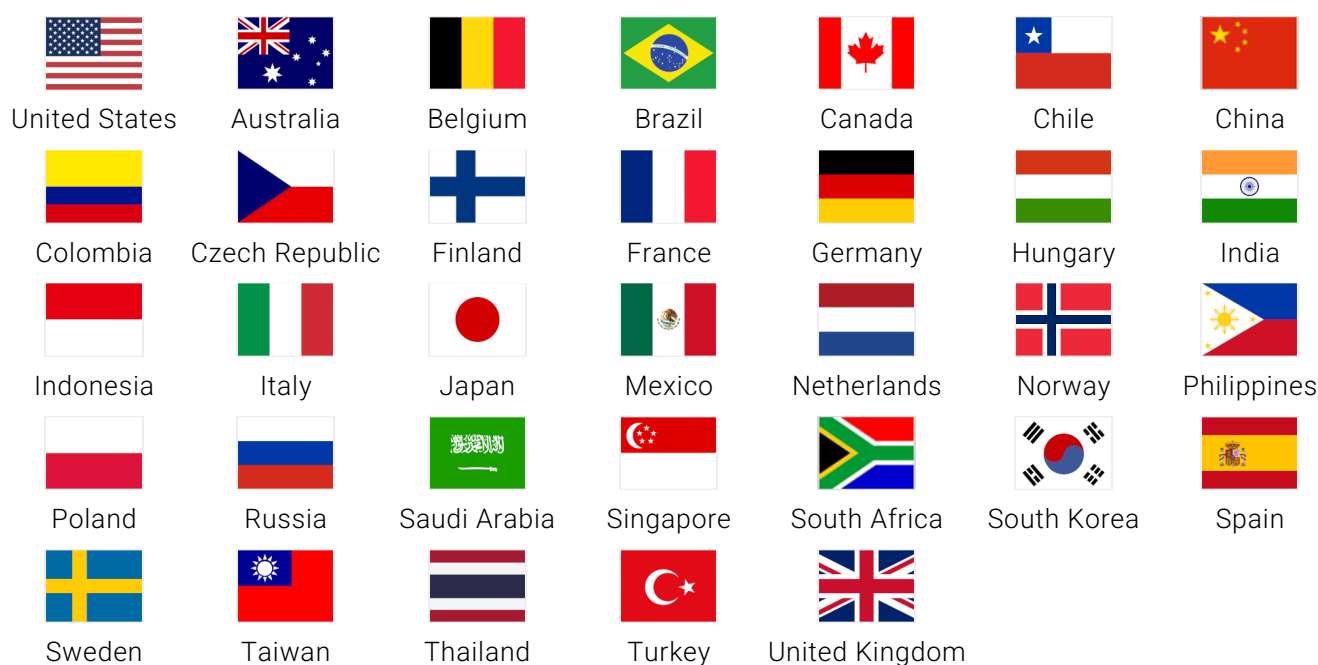 United States Australia Belgium Brazil Canada Chile China
Colombia Czech Republic Finland France Germany Hungary India
Indonesia Italy Japan Mexico Netherlands Norway Philippines
Poland Russia Saudi Arabia Singapore South Africa South Korea Spain
Sweden Taiwan Thailand Turkey United Kingdom